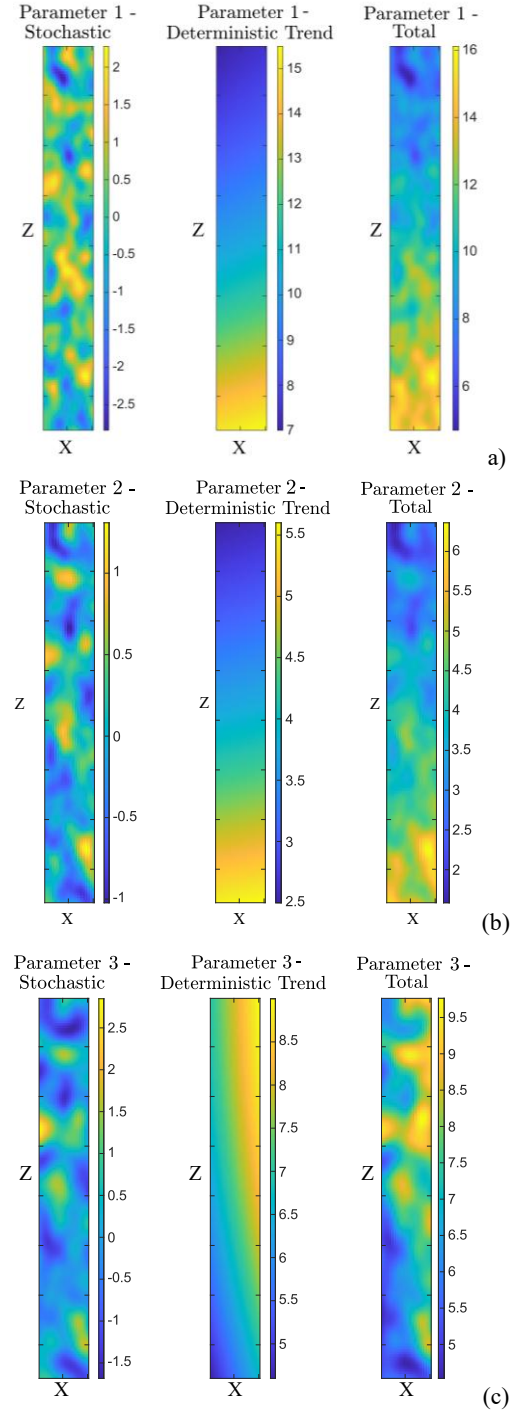 Parameter 1 -
Stochastic
Parameter 1-
Deterministic Trend
Parameter 1 -
Total
2
1.5
1
0.5
0
-0.5
-1
-1.5
-2
-2.5
15
14
13
12
11
10
9
8
7
16
14
12
10
8
6
Z
Z
X
X
a)
Parameter 2 -
Stochastic
Parameter 2-
Deterministic Trend
Parameter 2 -
Total
1
0.5
0
-0.5
-1
5.5
5
4.5
4
3.5
3
2.5
6
5.5
5
4.5
4
3.5
3
2.5
2
Z
Z
Z
X
X
X
(b)
Parameter 3 -
Stochastic
Parameter 3-
Deterministic Trend
Parameter 3 -
Total
2.5
2
1.5
1
0.5
0
-0.5
-1
-1.5
8.5
8
7.5
7
6.5
6
5.5
5
9.5
9
8.5
8
7.5
7
6.5
6
5.5
5
Z
Z
X
X
(c)